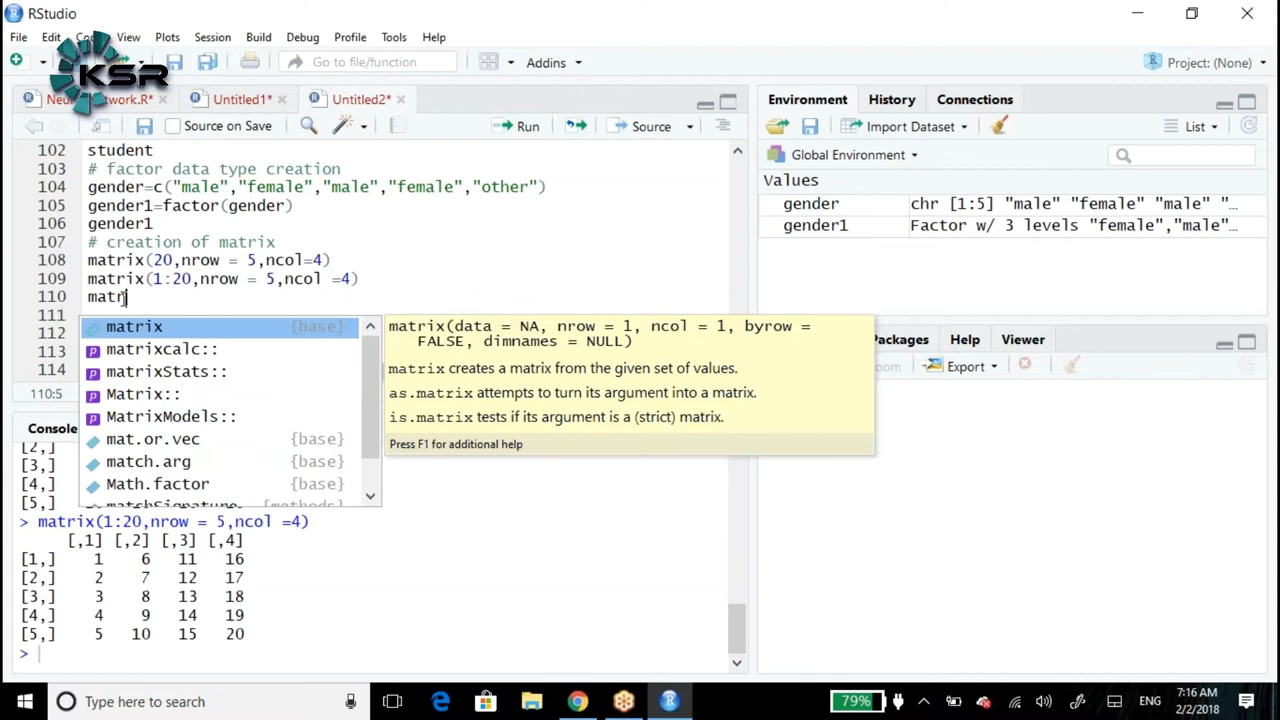 RStudio
File Edit Code View Plots Session Build Debug Profile Tools Help
KSR
Go to file/function
Addins
Project: (None)
Network.R*
Untitled1*
Untitled2*
Source on Save
Run
Source
102 student
103 # factor data type creation
104 gender=c("male","female","male","female","other")
105 gender1=factor(gender)
106 gender1
107 # creation of matrix
108 matrix(20,nrow = 5,ncol=4)
109 matrix(1:20,nrow = 5,ncol =4)
110 matr
111
112
113
114
110:5
matrix {base}
matrixcalc::
matrixStats::
Matrix::
MatrixModels::
mat.or.vec {base}
match.arg {base}
Math.factor {base}
matchSignature {methods}
matrix(data = NA, nrow = 1, ncol = 1, byrow =
FALSE, dimnames = NULL)
matrix creates a matrix from the given set of values.
as.matrix attempts to turn its argument into a matrix.
is.matrix tests if its argument is a (strict) matrix.
Press F1 for additional help
Console
[2,]
[3,]
[4,]
[5,]
> matrix(1:20,nrow = 5,ncol =4)
[,1] [,2] [,3] [,4]
[1,] 1 6 11 16
[2,] 2 7 12 17
[3,] 3 8 13 18
[4,] 4 9 14 19
[5,] 5 10 15 20
>
Environment History Connections
Import Dataset
List
Global Environment
Values
gender chr [1:5] "male" "female" "male" "…
gender1 Factor w/ 3 levels "female","male"…
ackages Help Viewer
oom Export
Type here to search
79%
ENG
7:16 AM
2/2/2018